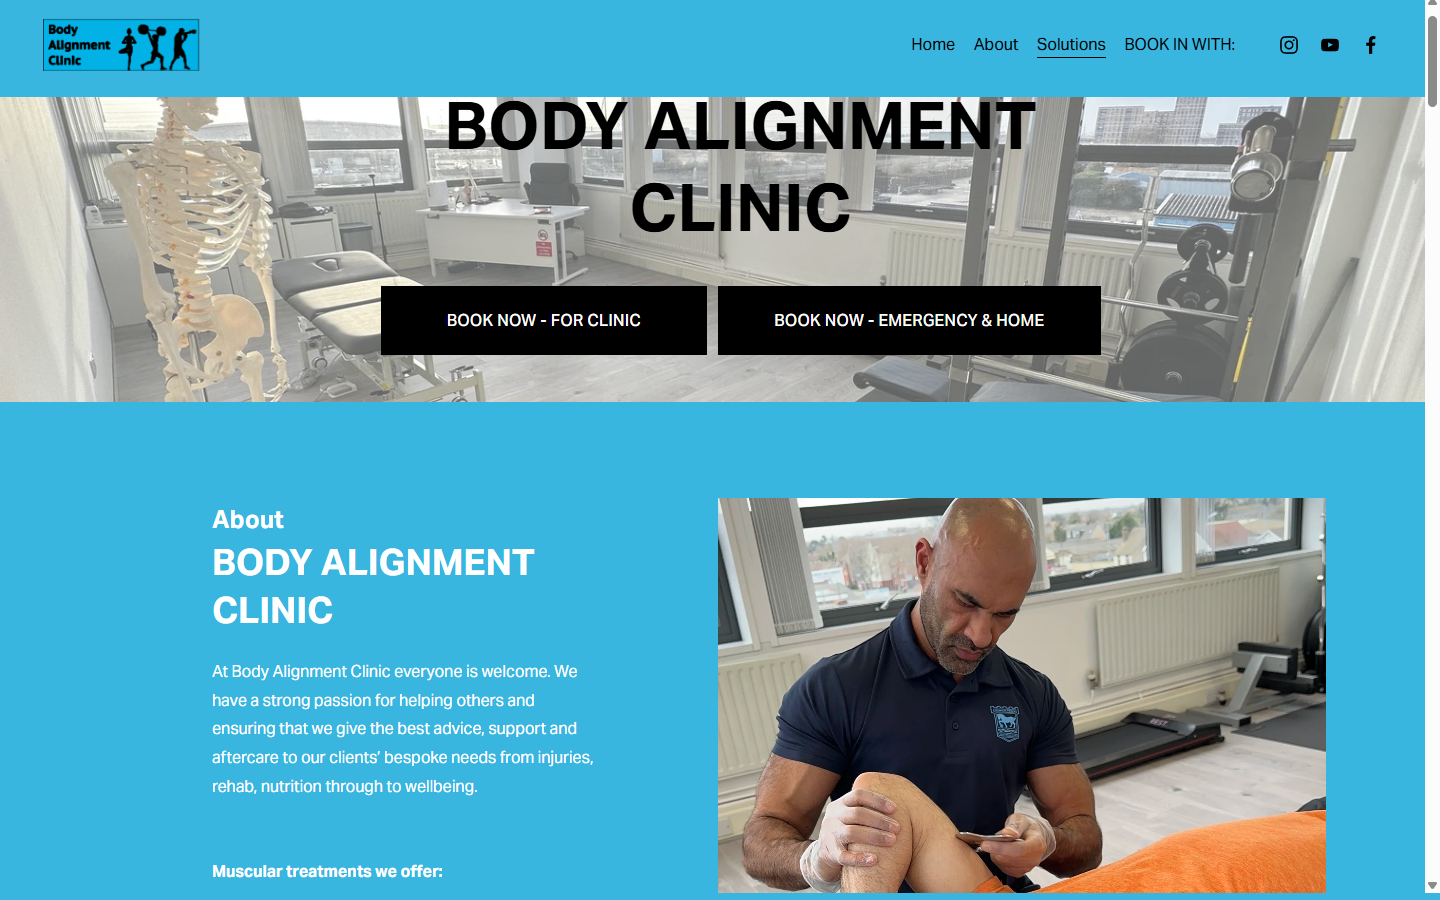 Body
Alignment
Clinic
Home About Solutions BOOK IN WITH:
BODY ALIGNMENT
CLINIC
BOOK NOW - FOR CLINIC
BOOK NOW - EMERGENCY & HOME
About
BODY ALIGNMENT
CLINIC
At Body Alignment Clinic everyone is welcome. We
have a strong passion for helping others and
ensuring that we give the best advice, support and
aftercare to our clients’ bespoke needs from injuries,
rehab, nutrition through to wellbeing.
Muscular treatments we offer: